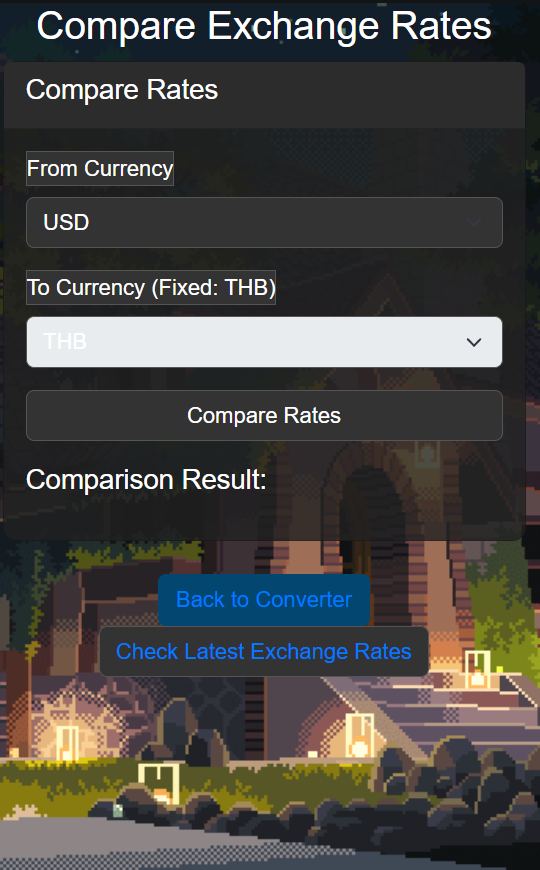 Compare Exchange Rates
Compare Rates
From Currency
USD
To Currency (Fixed: THB)
THB
Compare Rates
Comparison Result:
Back to Converter
Check Latest Exchange Rates